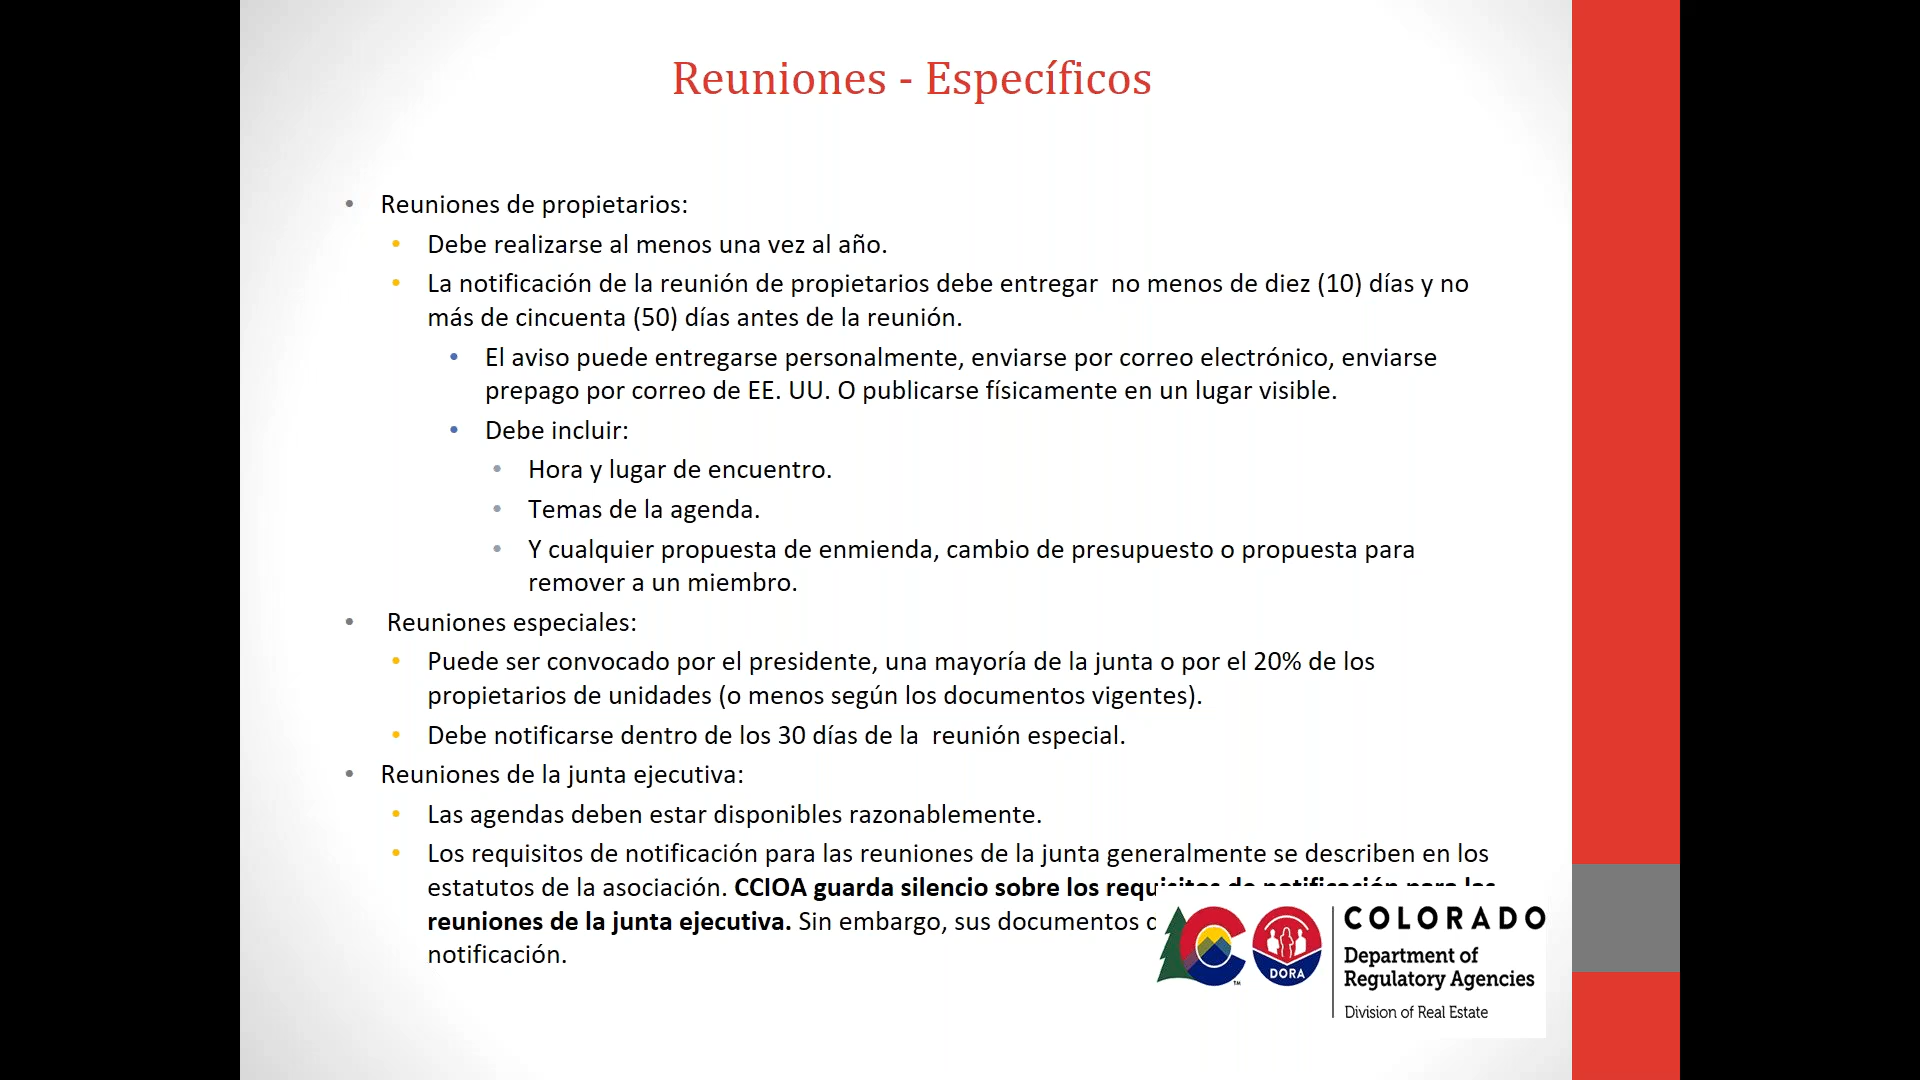 Reuniones - Específicos
• Reuniones de propietarios:
• Debe realizarse al menos una vez al año.
• La notificación de la reunión de propietarios debe entregar  no menos de diez (10) días y no
más de cincuenta (50) días antes de la reunión.
• El aviso puede entregarse personalmente, enviarse por correo electrónico, enviarse
prepago por correo de EE. UU. O publicarse físicamente en un lugar visible.
• Debe incluir:
• Hora y lugar de encuentro.
• Temas de la agenda.
• Y cualquier propuesta de enmienda, cambio de presupuesto o propuesta para
remover a un miembro.
• Reuniones especiales:
• Puede ser convocado por el presidente, una mayoría de la junta o por el 20% de los
propietarios de unidades (o menos según los documentos vigentes).
• Debe notificarse dentro de los 30 días de la  reunión especial.
• Reuniones de la junta ejecutiva:
• Las agendas deben estar disponibles razonablemente.
• Los requisitos de notificación para las reuniones de la junta generalmente se describen en los
estatutos de la asociación. CCIOA guarda silencio sobre los requisitos de notificación para las
reuniones de la junta ejecutiva. Sin embargo, sus documentos
notificación.
DORA
TM
COLORADO
Department of
Regulatory Agencies
Division of Real Estate